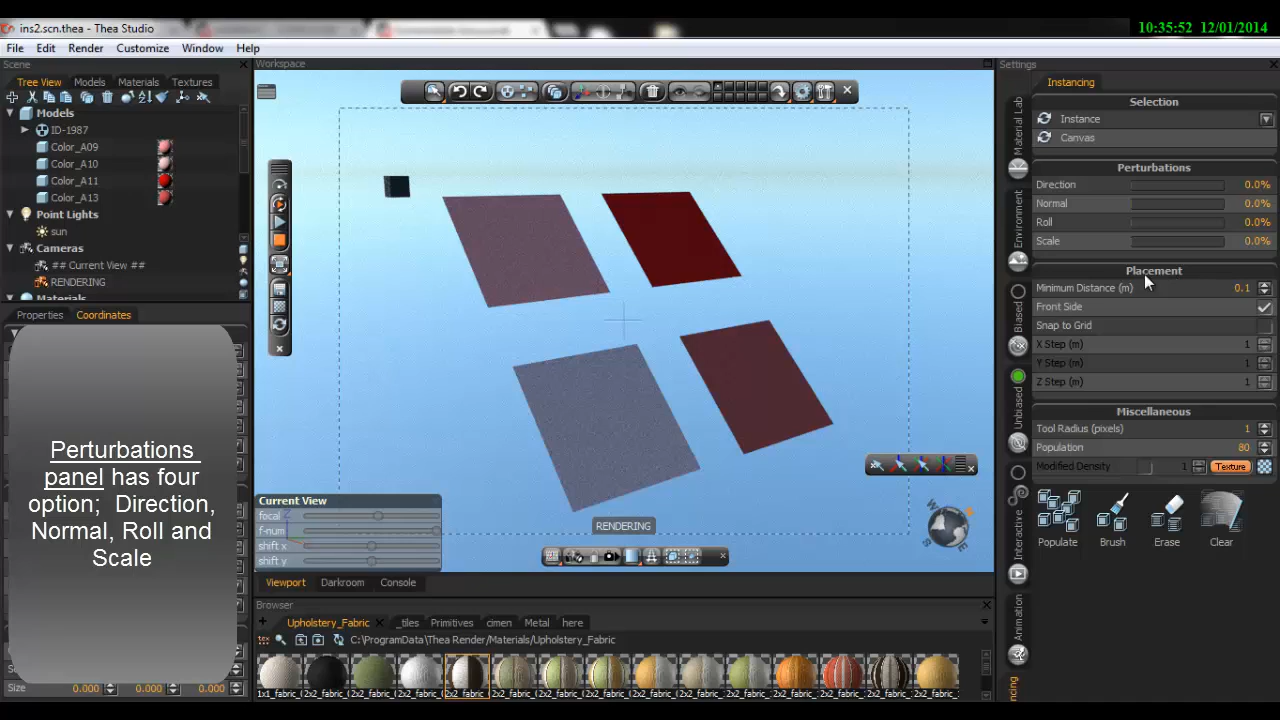 ins2.scn.thea - Thea Studio
10:35:52 12/01/2014
File Edit Render Customize Window Help
Scene
Tree View Models Materials Textures
Models
ID-1987
Color_A09
Color_A10
Color_A11
Color_A13
Point Lights
sun
Cameras
## Current View ##
RENDERING
Materials
Properties Coordinates
Perturbations
panel has four
option; Direction,
Normal, Roll and
Scale
Size 0.000 0.000 0.000
Workspace
RENDERING
Current View
focal
f-num
shift x
shift y
Viewport Darkroom Console
Browser
Upholstery_Fabric _tiles Primitives cimen Metal here
C:\ProgramData\Thea Render/Materials/Upholstery_Fabric
1x1_fabric_ 2x2_fabric_ 2x2_fabric_ 2x2_fabric_ 2x2_fabric_ 2x2_fabric_ 2x2_fabric_ 2x2_fabric_ 2x2_fabric_ 2x2_fabric_ 2x2_fabric_ 2x2_fabric_ 2x2_fabric_ 2x2_fabric_ 2x2_fabric_
Settings
Material Lab
Environment
Biased
Unbiased
Interactive
Animation
ncing
Instancing
Selection
Instance
Canvas
Perturbations
Direction 0.0%
Normal 0.0%
Roll 0.0%
Scale 0.0%
Placement
Minimum Distance (m) 0.1
Front Side
Snap to Grid
X Step (m) 1
Y Step (m) 1
Z Step (m) 1
Miscellaneous
Tool Radius (pixels) 1
Population 80
Modified Density 1 Texture
Populate Brush Erase Clear